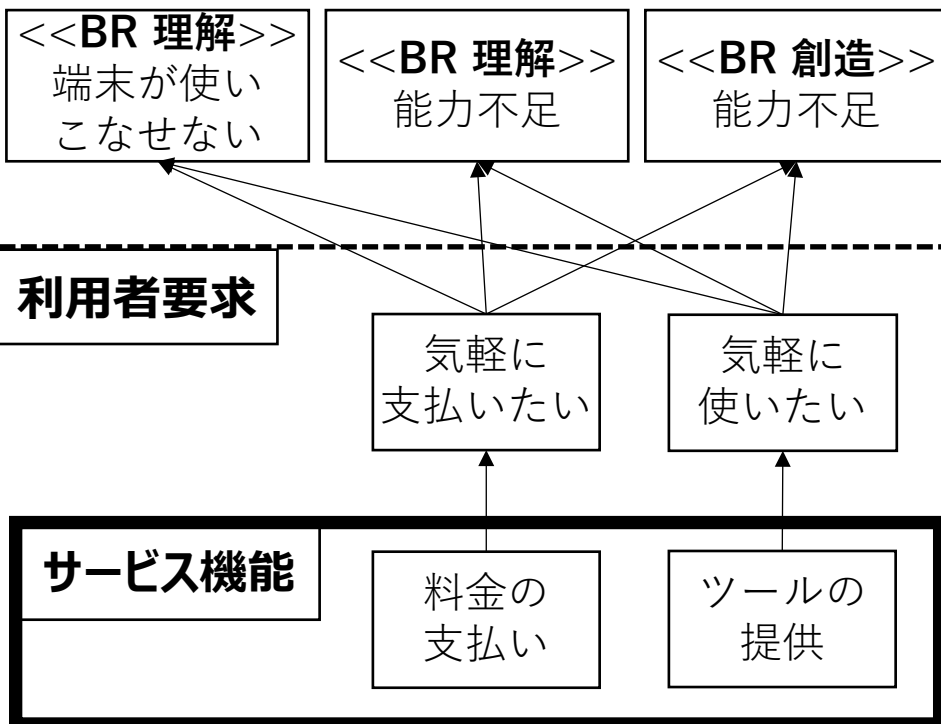 <<BR 理解>>
端末が使い
こなせない
<<BR 理解>>
能力不足
<<BR 創造>>
能力不足
利用者要求
気軽に
支払いたい
気軽に
使いたい
サービス機能
料金の
支払い
ツールの
提供